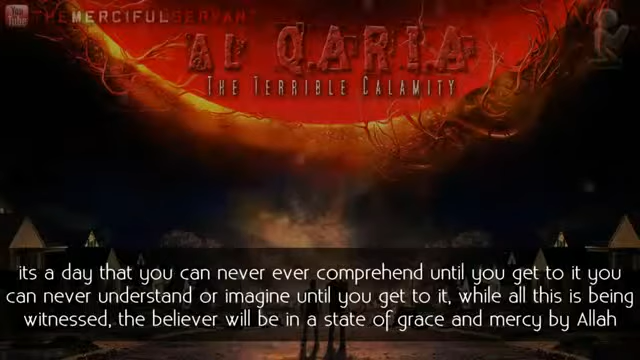 You Tube THEMERCIFULSERVANT
AL QARIA
THE TERRIBLE CALAMITY
its a day that you can never ever comprehend until you get to it you
can never understand or imagine until you get to it, while all this is being
witnessed, the believer will be in a state of grace and mercy by Allah